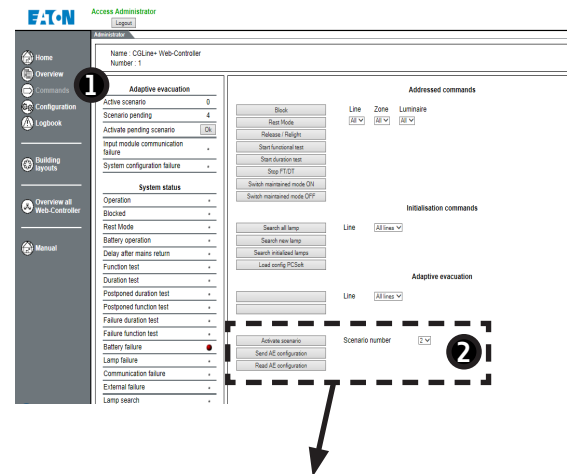 EATON
Access Administrator
Logout
Administrator
Name : CGLine+ Web-Controller
Number : 1
Home
Overview
Commands
Configuration
Logbook
Building layouts
Overview all Web-Controller
Manual
1
Adaptive evacuation
Active scenario 0
Scenario pending 4
Activate pending scenario Ok
Input module communication
failure
System configuration failure
System status
Operation
Blocked
Rest Mode
Battery operation
Delay after mains return
Function test
Duration test
Postponed duration test
Postponed function test
Failure duration test
Failure function test
Battery failure
Lamp failure
Communication failure
External failure
Lamp search
Addressed commands
Block
Rest Mode
Release / Relight
Start functional test
Start duration test
Stop FT/DT
Switch maintained mode ON
Switch maintained mode OFF
Line Zone Luminaire
All All All
Initialisation commands
Search all lamp
Search new lamp
Search initialized lamps
Load config PCSoft
Line All lines
Adaptive evacuation
Line All lines
Activate scenario
Send AE configuration
Read AE configuration
Scenario number 2
2